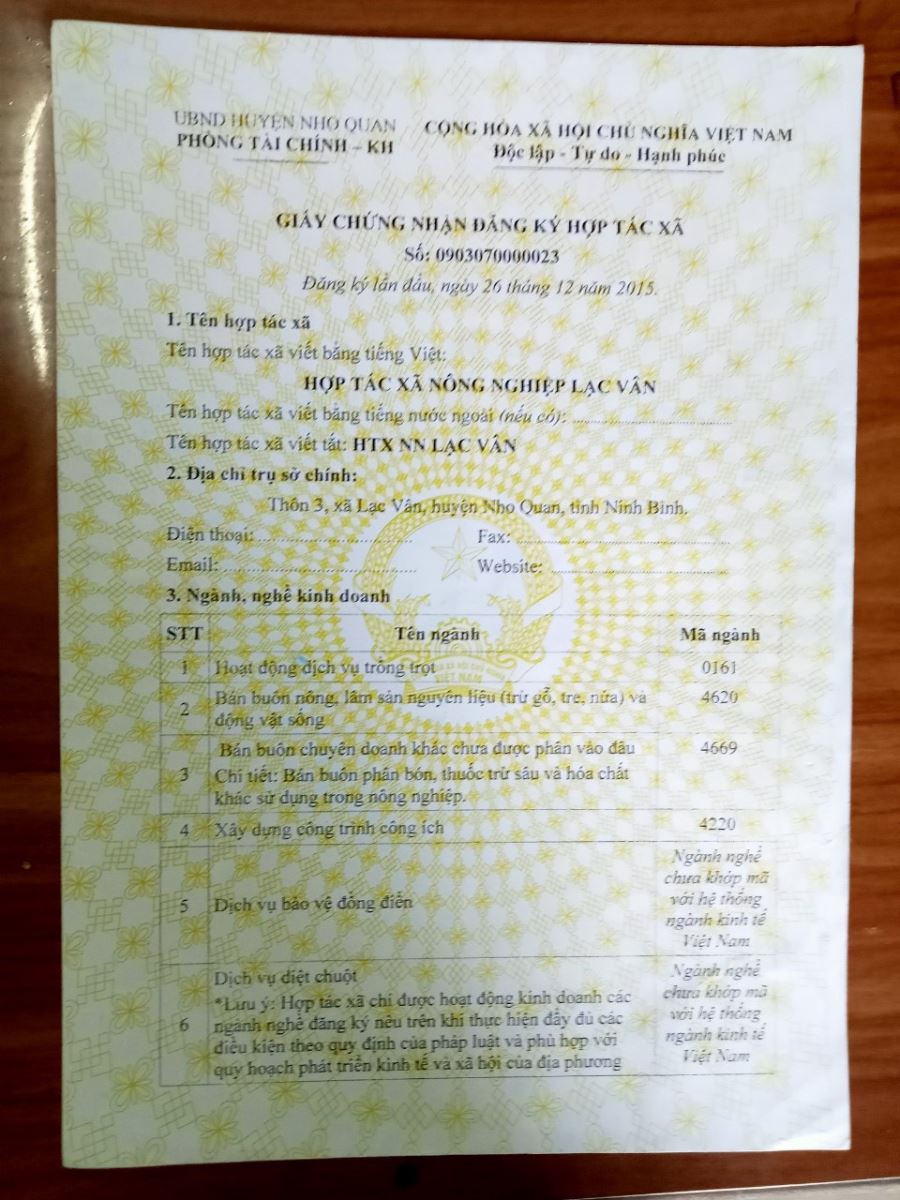 UBND HUYỆN NHO QUAN
PHÒNG TÀI CHÍNH – KH
CỘNG HÒA XÃ HỘI CHỦ NGHĨA VIỆT NAM
Độc lập - Tự do - Hạnh phúc
GIẤY CHỨNG NHẬN ĐĂNG KÝ HỢP TÁC XÃ
Số: 0903070000023
Đăng ký lần đầu, ngày 26 tháng 12 năm 2015.
1. Tên hợp tác xã
Tên hợp tác xã viết bằng tiếng Việt:
HỢP TÁC XÃ NÔNG NGHIỆP LẠC VÂN
Tên hợp tác xã viết bằng tiếng nước ngoài (nếu có): ..............................
Tên hợp tác xã viết tắt: HTX NN LẠC VÂN
2. Địa chỉ trụ sở chính:
Thôn 3, xã Lạc Vân, huyện Nho Quan, tỉnh Ninh Bình.
Điện thoại: .............................. Fax: ..............................
Email: .............................. Website: ..............................
3. Ngành, nghề kinh doanh
STT Tên ngành Mã ngành
1 Hoạt động dịch vụ trồng trọt 0161
2 Bán buôn nông, lâm sản nguyên liệu (trừ gỗ, tre, nứa) và 4620
động vật sống
Bán buôn chuyên doanh khác chưa được phân vào đâu 4669
3 Chi tiết: Bán buôn phân bón, thuốc trừ sâu và hóa chất
khác sử dụng trong nông nghiệp.
4 Xây dựng công trình công ích 4220
5 Dịch vụ bảo vệ đồng điền
Ngành nghề
chưa khớp mã
với hệ thống
ngành kinh tế
Việt Nam
6 Dịch vụ diệt chuột
*Lưu ý: Hợp tác xã chỉ được hoạt động kinh doanh các
ngành nghề đăng ký nêu trên khi thực hiện đầy đủ các
điều kiện theo quy định của pháp luật và phù hợp với
quy hoạch phát triển kinh tế và xã hội của địa phương
Ngành nghề
chưa khớp mã
với hệ thống
ngành kinh tế
Việt Nam
VIỆT NAM